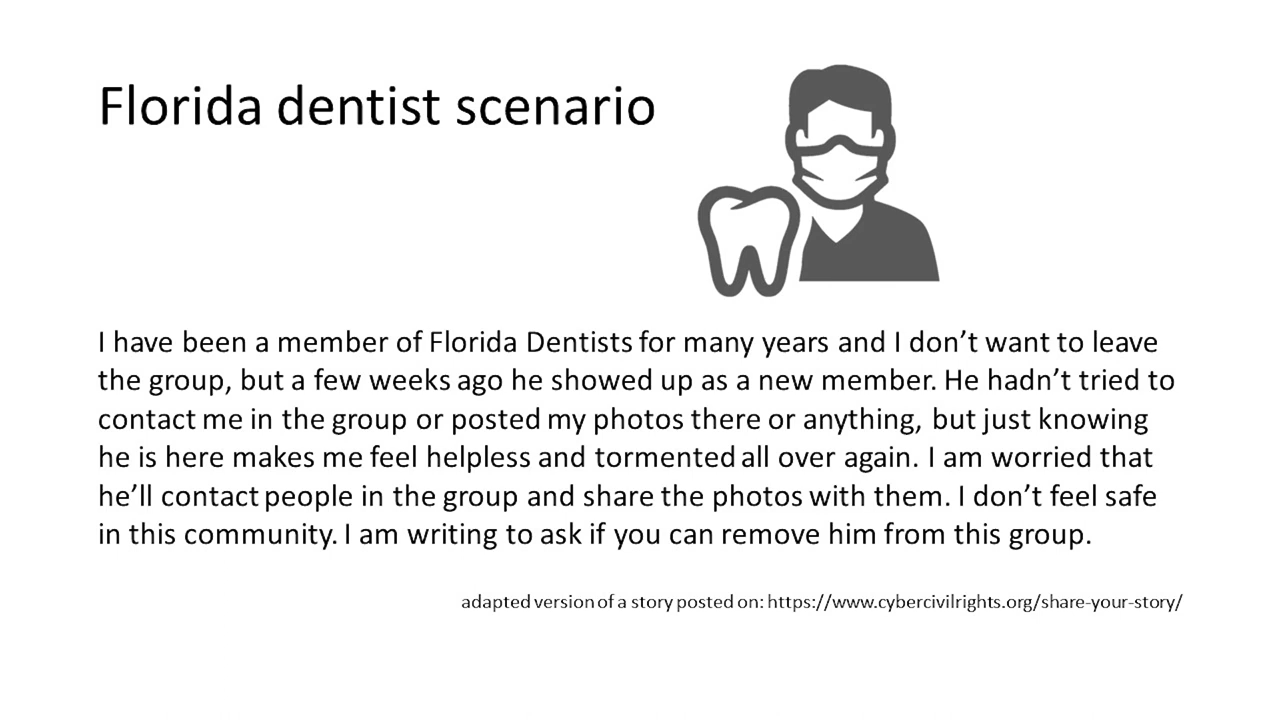 Florida dentist scenario
I have been a member of Florida Dentists for many years and I don’t want to leave
the group, but a few weeks ago he showed up as a new member. He hadn’t tried to
contact me in the group or posted my photos there or anything, but just knowing
he is here makes me feel helpless and tormented all over again. I am worried that
he’ll contact people in the group and share the photos with them. I don’t feel safe
in this community. I am writing to ask if you can remove him from this group.
adapted version of a story posted on: https://www.cybercivilrights.org/share-your-story/